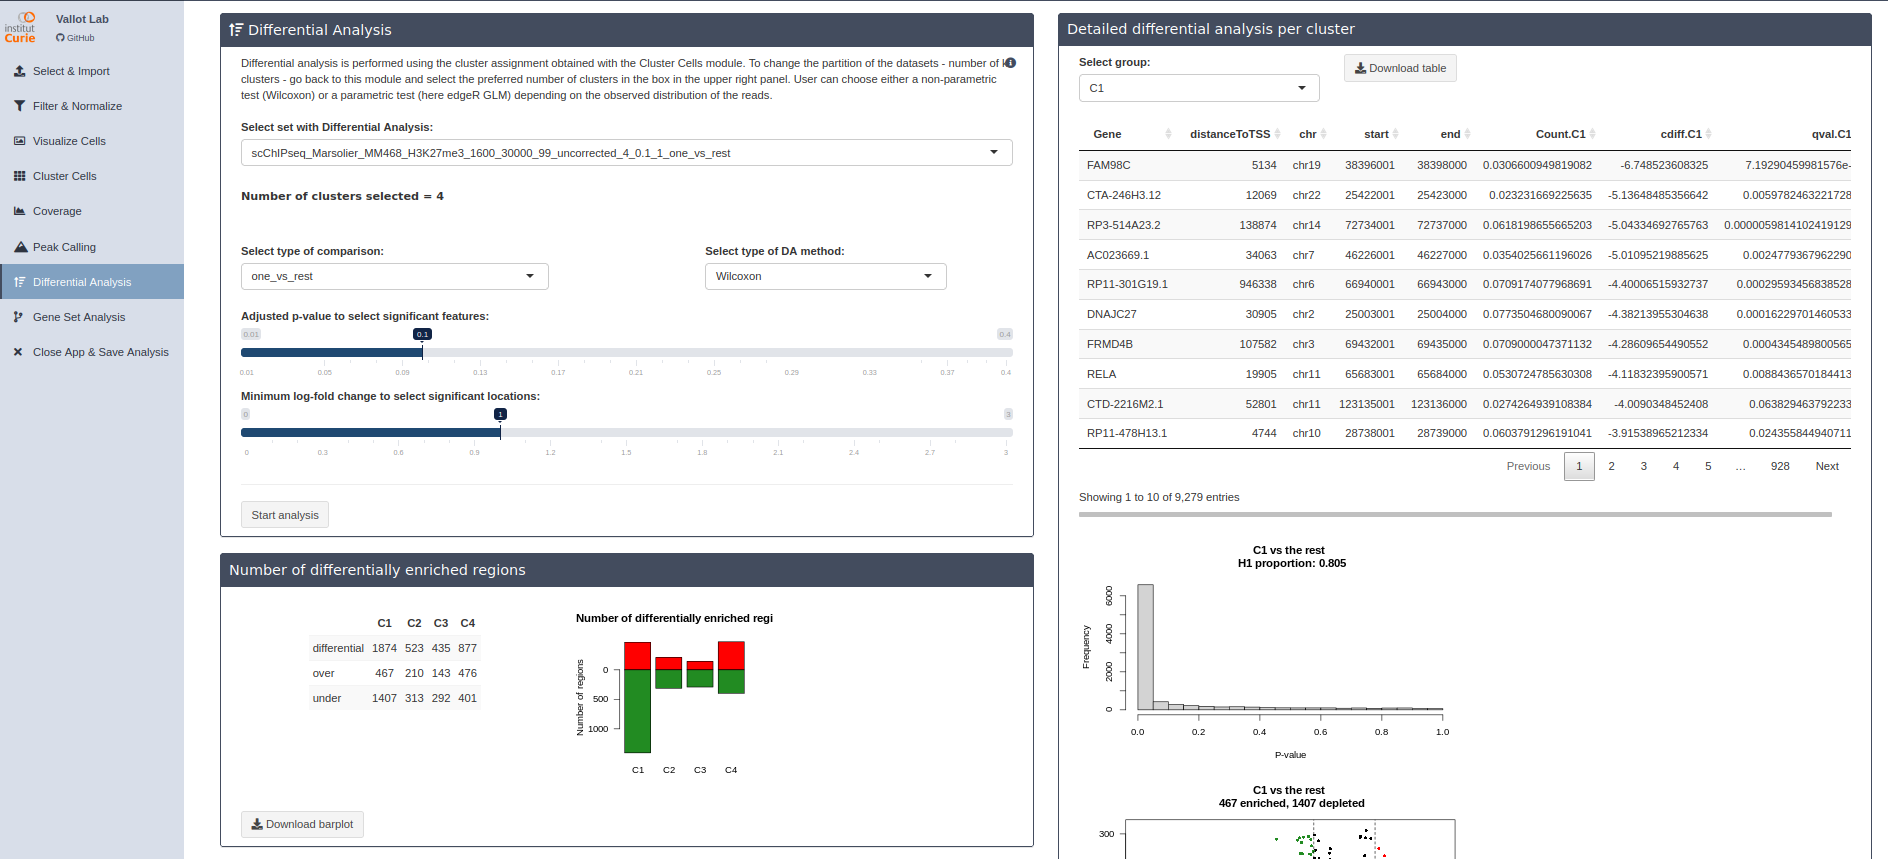 institut
Curie
Vallot Lab
GitHub
Select & Import
Filter & Normalize
Visualize Cells
Cluster Cells
Coverage
Peak Calling
Differential Analysis
Gene Set Analysis
Close App & Save Analysis
Differential Analysis
Differential analysis is performed using the cluster assignment obtained with the Cluster Cells module. To change the partition of the datasets - number of
clusters - go back to this module and select the preferred number of clusters in the box in the upper right panel. User can choose either a non-parametric
test (Wilcoxon) or a parametric test (here edgeR GLM) depending on the observed distribution of the reads.
Select set with Differential Analysis:
scChIPseq_Marsolier_MM468_H3K27me3_1600_30000_99_uncorrected_4_0.1_1_one_vs_rest
Number of clusters selected = 4
Select type of comparison:
one_vs_rest
Select type of DA method:
Wilcoxon
Adjusted p-value to select significant features:
0.01 0.1 0.4
0.01 0.05 0.09 0.13 0.17 0.21 0.25 0.29 0.33 0.37 0.4
Minimum log-fold change to select significant locations:
0 1 3
0 0.3 0.6 0.9 1.2 1.5 1.8 2.1 2.4 2.7 3
Start analysis
Number of differentially enriched regions
C1 C2 C3 C4
differential 1874 523 435 877
over 467 210 143 476
under 1407 313 292 401
Number of differentially enriched regi
Number of regions
0
500
1000
C1 C2 C3 C4
Download barplot
Detailed differential analysis per cluster
Select group:
C1
Download table
Gene distanceToTSS chr start end Count.C1 cdiff.C1 qval.C1
FAM98C 5134 chr19 38396001 38398000 0.0306600949819082 -6.748523608325 7.19290459981576e-
CTA-246H3.12 12069 chr22 25422001 25423000 0.023231669225635 -5.13648485356642 0.0059782463221728
RP3-514A23.2 138874 chr14 72734001 72737000 0.0618198655665203 -5.04334692765763 0.0000059814102419129
AC023669.1 34063 chr7 46226001 46227000 0.0354025661196026 -5.01095219885625 0.0024779367962290
RP11-301G19.1 946338 chr6 66940001 66943000 0.0709174077968691 -4.40006515932737 0.00029593456838528
DNAJC27 30905 chr2 25003001 25004000 0.0773504680090067 -4.38213955304638 0.00016229701460533
FRMD4B 107582 chr3 69432001 69435000 0.0709000047371132 -4.28609654490552 0.0004345489800565
RELA 19905 chr11 65683001 65684000 0.0530724785630308 -4.11832395900571 0.0088436570184413
CTD-2216M2.1 52801 chr11 123135001 123136000 0.0274264939108384 -4.0090348452408 0.063829463792233
RP11-478H13.1 4744 chr10 28738001 28739000 0.0603791296191041 -3.91538965212334 0.024355844940711
Previous 1 2 3 4 5 … 928 Next
Showing 1 to 10 of 9,279 entries
C1 vs the rest
H1 proportion: 0.805
Frequency
6000
4000
2000
0
0.0 0.2 0.4 0.6 0.8 1.0
P-value
C1 vs the rest
467 enriched, 1407 depleted
300